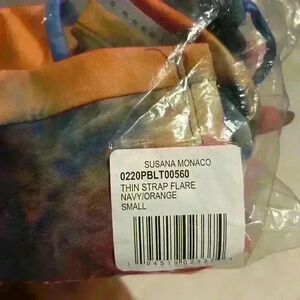 SUSANA MONACO
0220PBLT00560
THIN STRAP FLARE
NAVY/ORANGE
SMALL